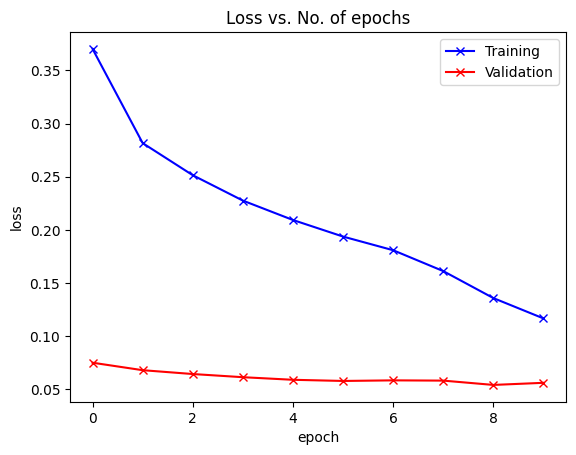 Loss vs. No. of epochs
Training
Validation
0.35
0.30
0.25
0.20
0.15
0.10
0.05
loss
0 2 4 6 8
epoch